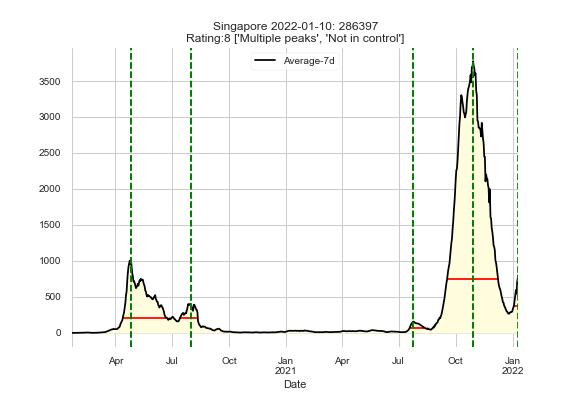 Singapore 2022-01-10: 286397
Rating:8 ['Multiple peaks', 'Not in control']
Average-7d
3500
3000
2500
2000
1500
1000
500
0
Apr Jul Oct Jan Apr Jul Oct Jan
2021 2022
Date